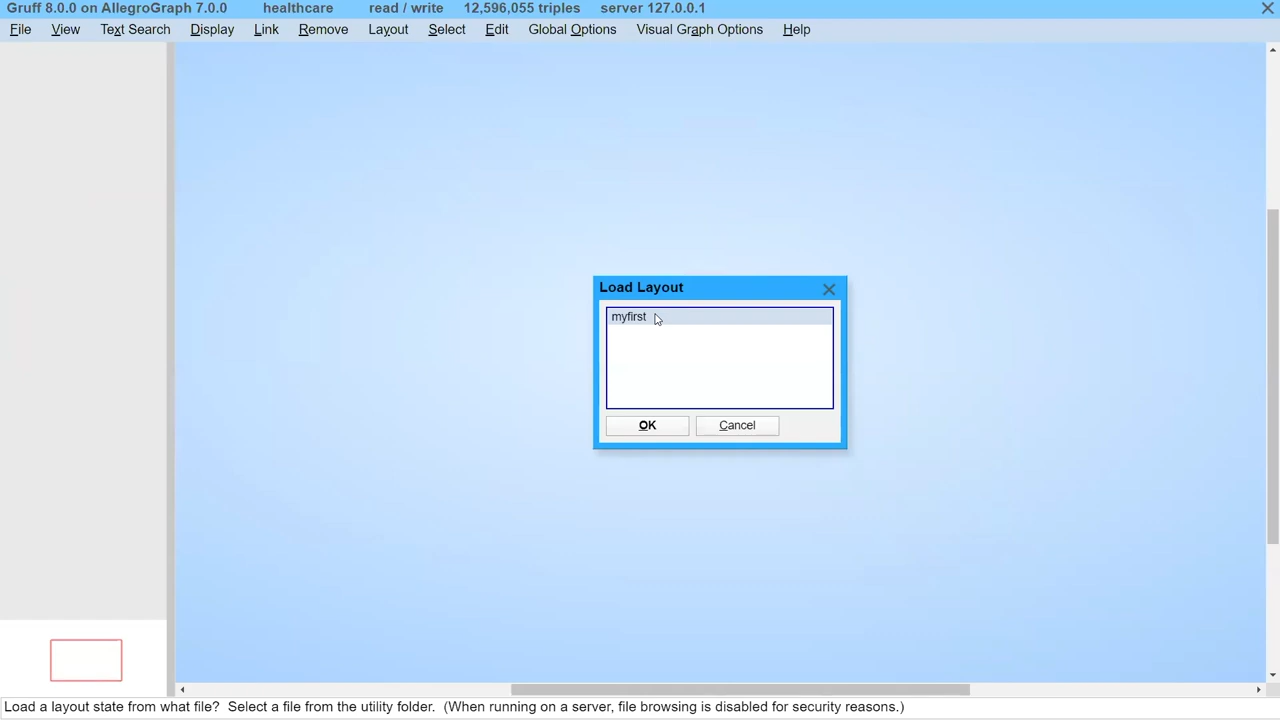 Gruff 8.0.0 on AllegroGraph 7.0.0 healthcare read / write 12,596,055 triples server 127.0.0.1
File View Text Search Display Link Remove Layout Select Edit Global Options Visual Graph Options Help
Load Layout
myfirst
OK Cancel
Load a layout state from what file? Select a file from the utility folder. (When running on a server, file browsing is disabled for security reasons.)